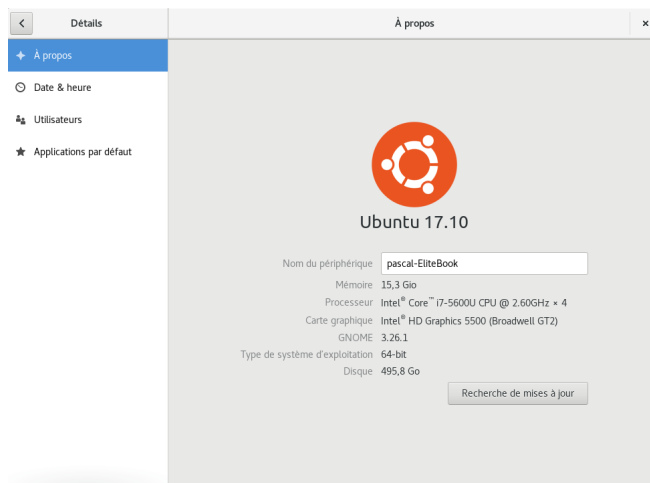 Détails
À propos
À propos
Date & heure
Utilisateurs
Applications par défaut
Ubuntu 17.10
Nom du périphérique pascal-EliteBook
Mémoire 15,3 Gio
Processeur Intel® Core™ i7-5600U CPU @ 2.60GHz × 4
Carte graphique Intel® HD Graphics 5500 (Broadwell GT2)
GNOME 3.26.1
Type de système d'exploitation 64-bit
Disque 495,8 Go
Recherche de mises à jour